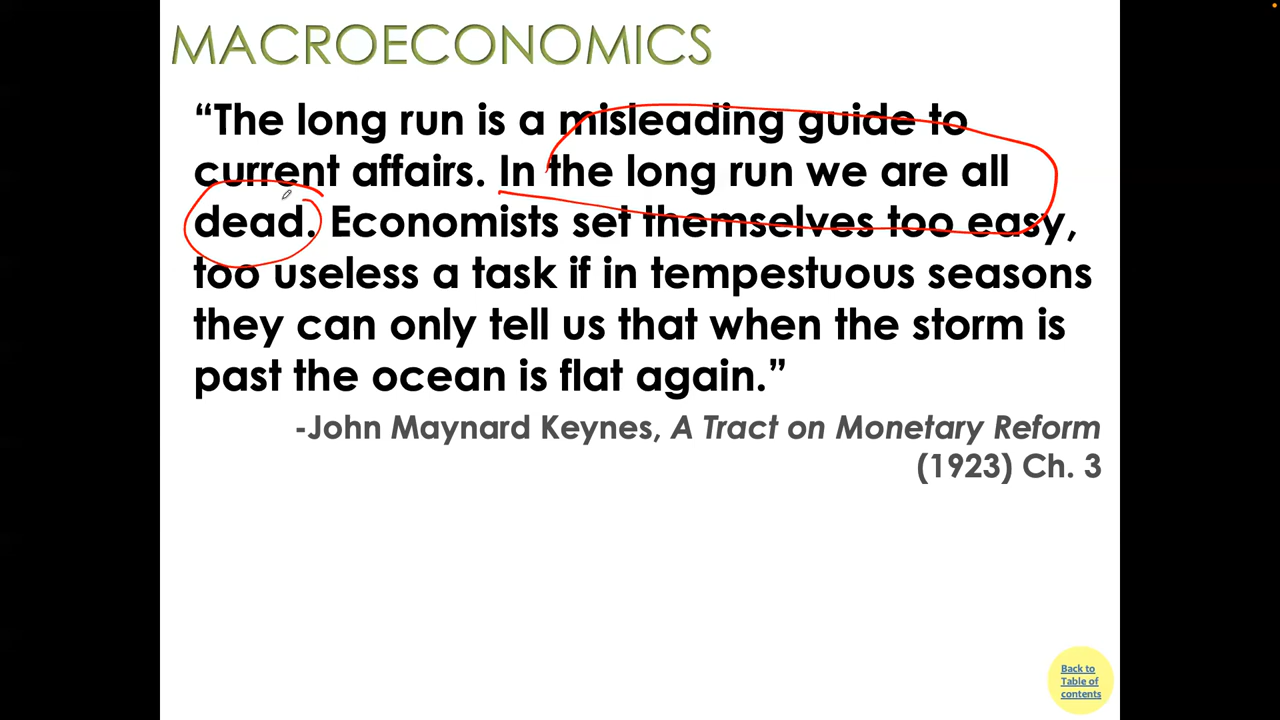 MACROECONOMICS
“The long run is a misleading guide to
current affairs. In the long run we are all
dead. Economists set themselves too easy,
too useless a task if in tempestuous seasons
they can only tell us that when the storm is
past the ocean is flat again.”
-John Maynard Keynes, A Tract on Monetary Reform
(1923) Ch. 3
Back to
Table of
contents